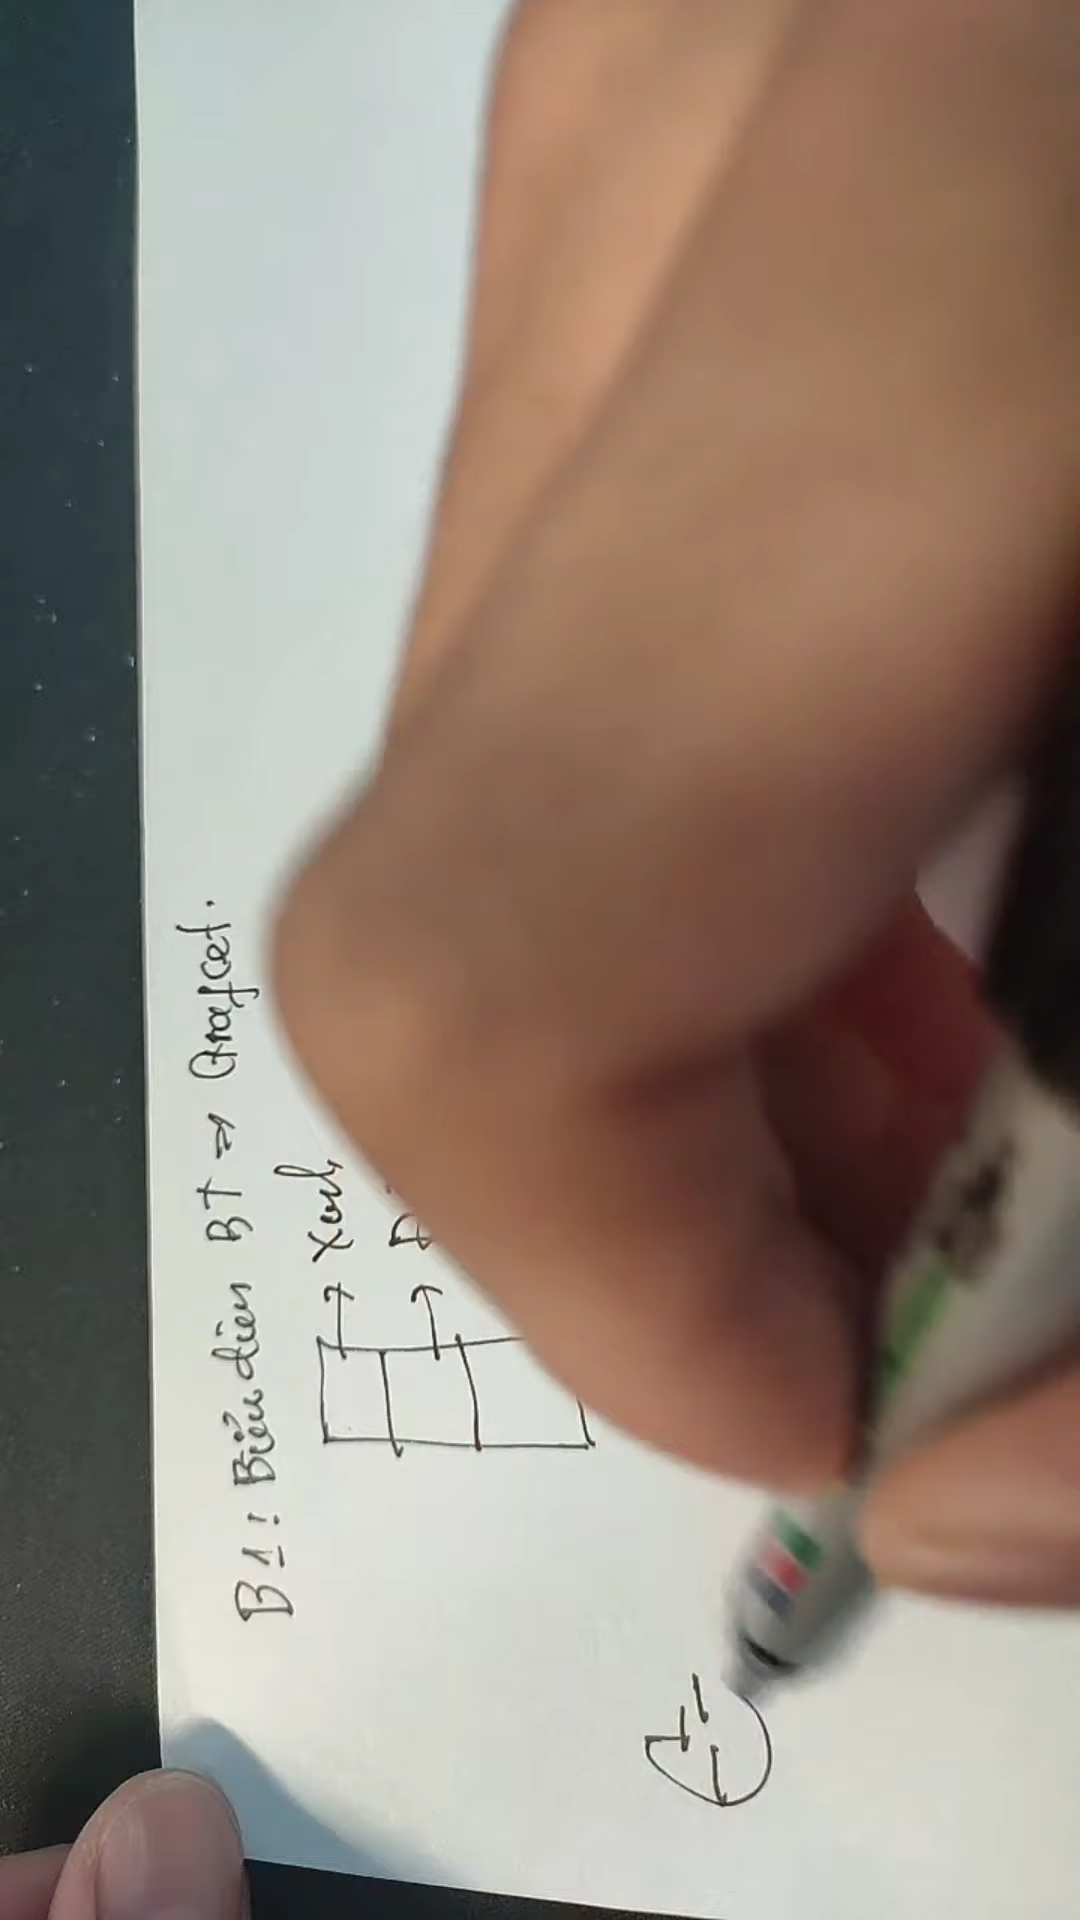 B1: Biểu diễn BT → Grafcet.
→ Xanh
→ Đ